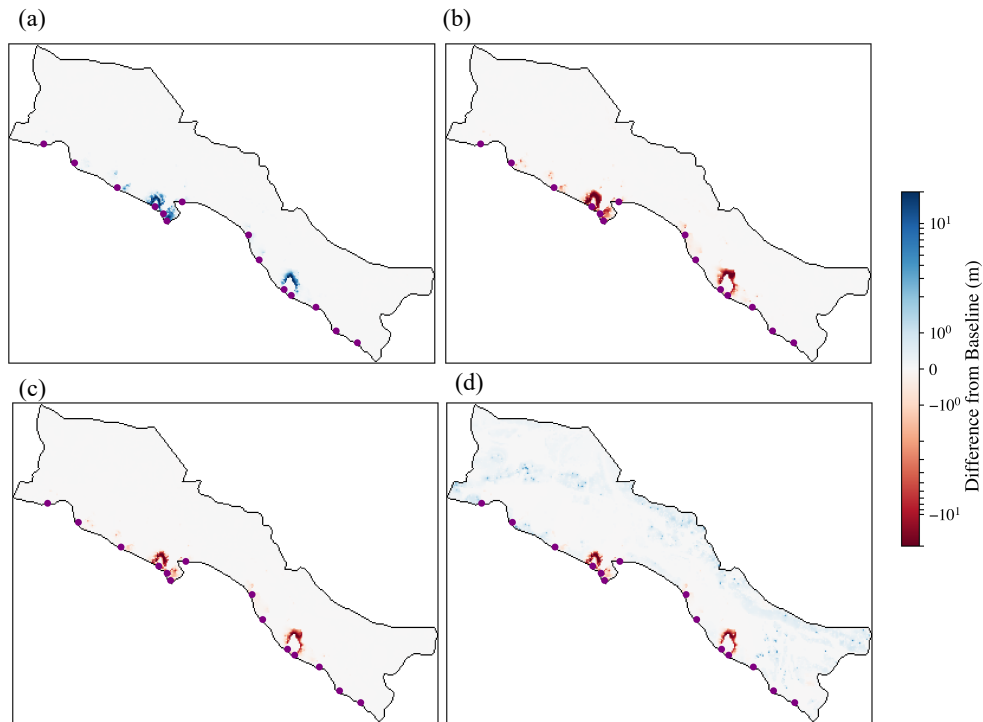 (a)
(b)
10¹
10⁰
0
−10⁰
−10¹
Difference from Baseline (m)
(c)
(d)